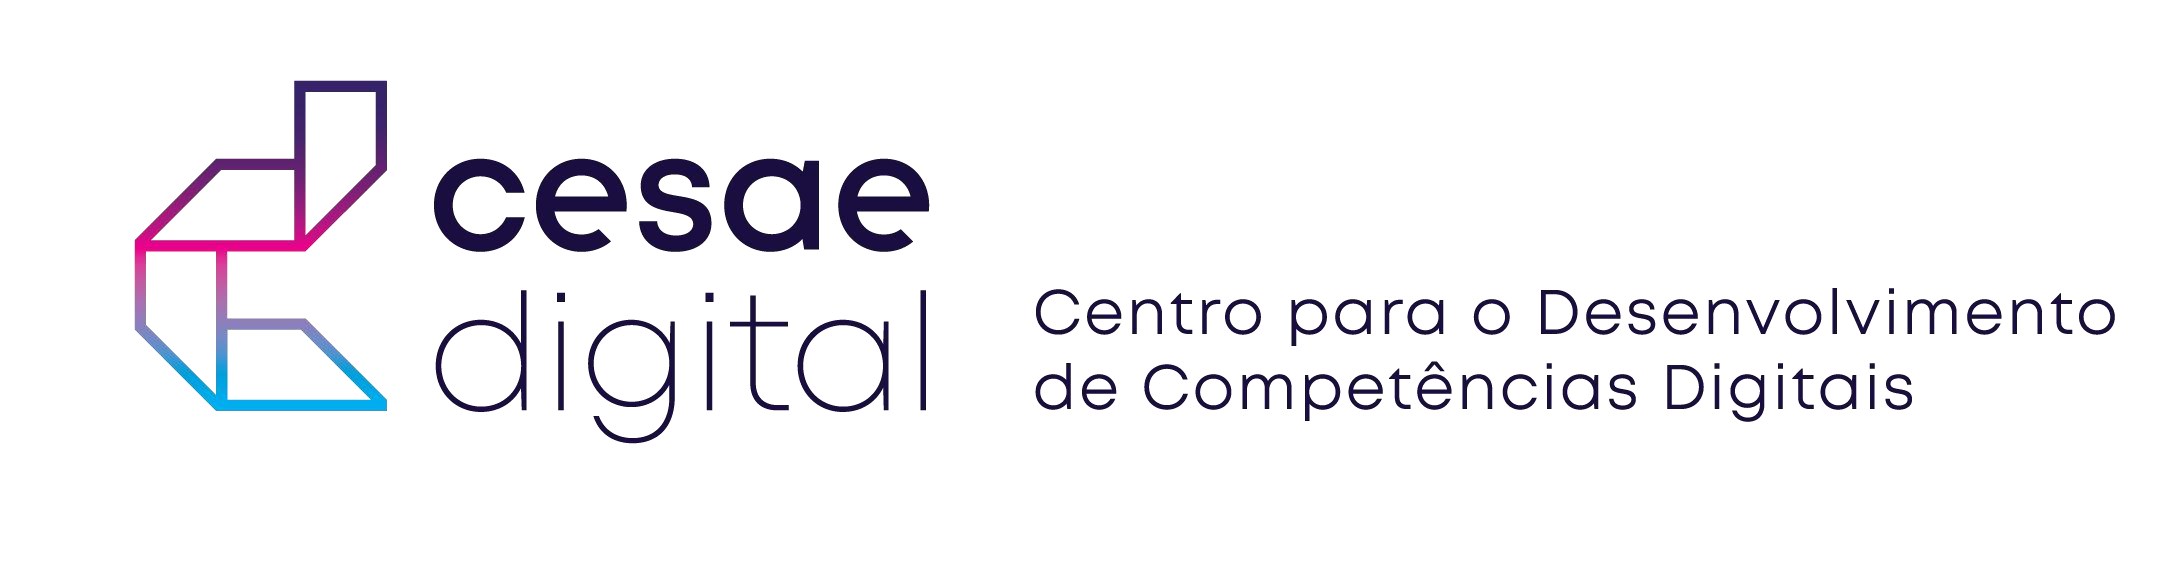 cesae
digital
Centro para o Desenvolvimento
de Competências Digitais